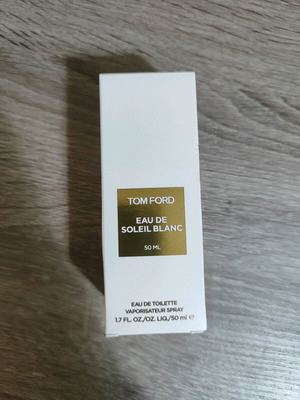 TOM FORD
EAU DE
SOLEIL BLANC
50 ML
EAU DE TOILETTE
VAPORISATEUR SPRAY
1.7 FL. OZ./OZ. LIQ./50 ml e